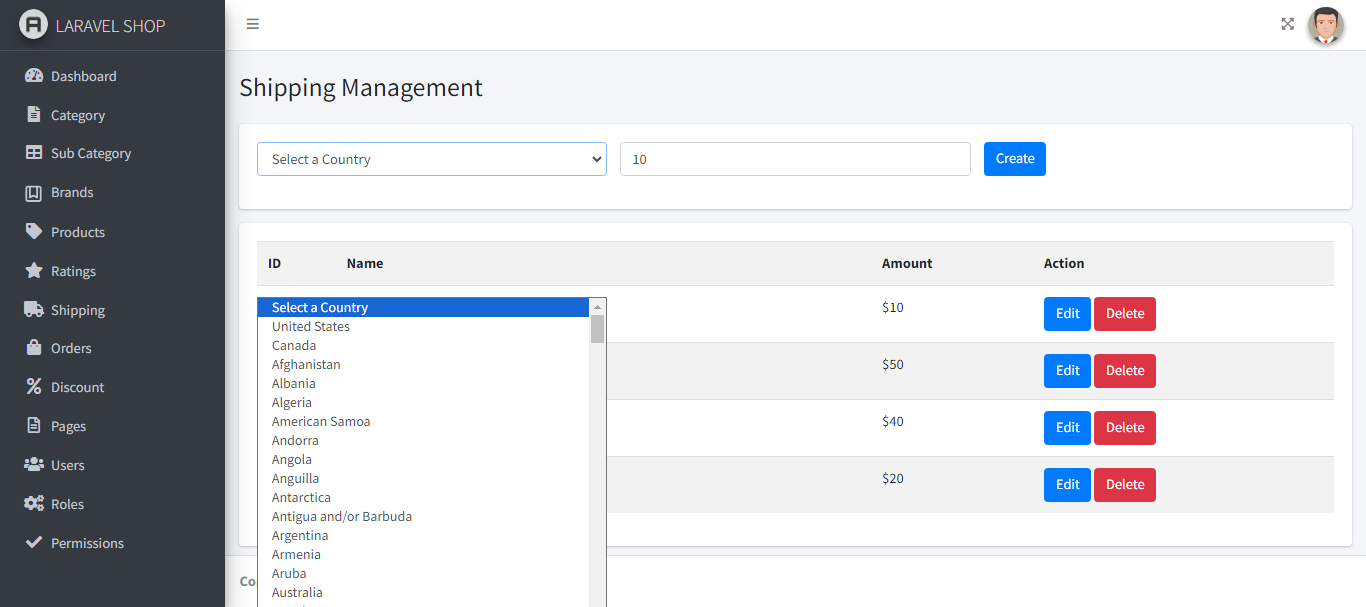 LARAVEL SHOP
Dashboard
Category
Sub Category
Brands
Products
Ratings
Shipping
Orders
Discount
Pages
Users
Roles
Permissions
Shipping Management
Select a Country
10
Create
ID Name Amount Action
$10 Edit Delete
$50 Edit Delete
$40 Edit Delete
$20 Edit Delete
Select a Country
United States
Canada
Afghanistan
Albania
Algeria
American Samoa
Andorra
Angola
Anguilla
Antarctica
Antigua and/or Barbuda
Argentina
Armenia
Aruba
Australia